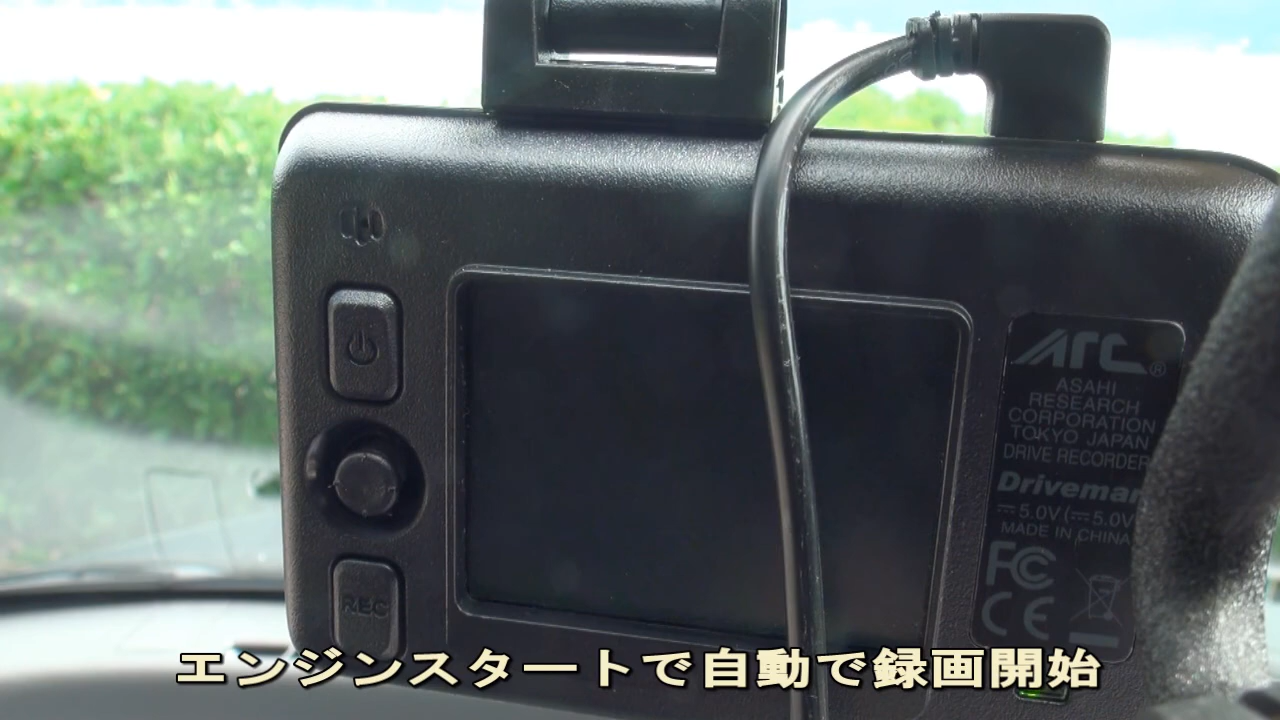 ARC®
ASAHI
RESEARCH
CORPORATION
TOKYO JAPAN
DRIVE RECORDER
5.0V( 5.0V
MADE IN CHINA
FC
CE
REC
エンジンスタートで自動で録画開始